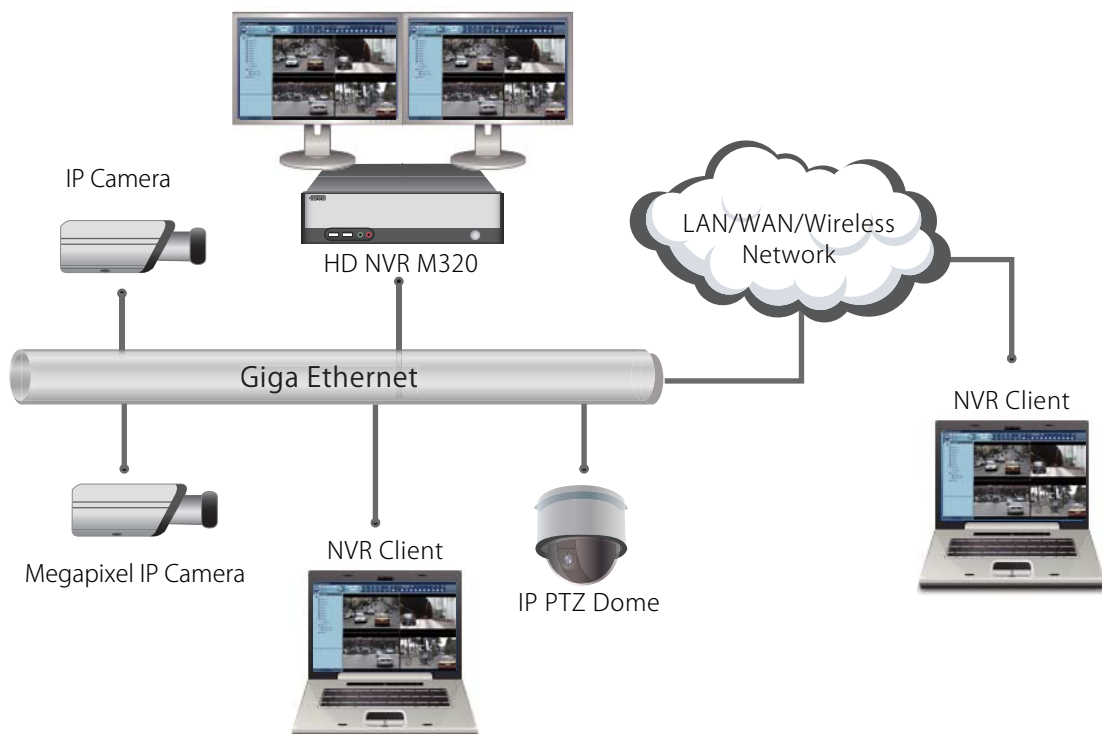 IP Camera
HD NVR M320
LAN/WAN/Wireless
Network
Giga Ethernet
NVR Client
Megapixel IP Camera
NVR Client
IP PTZ Dome